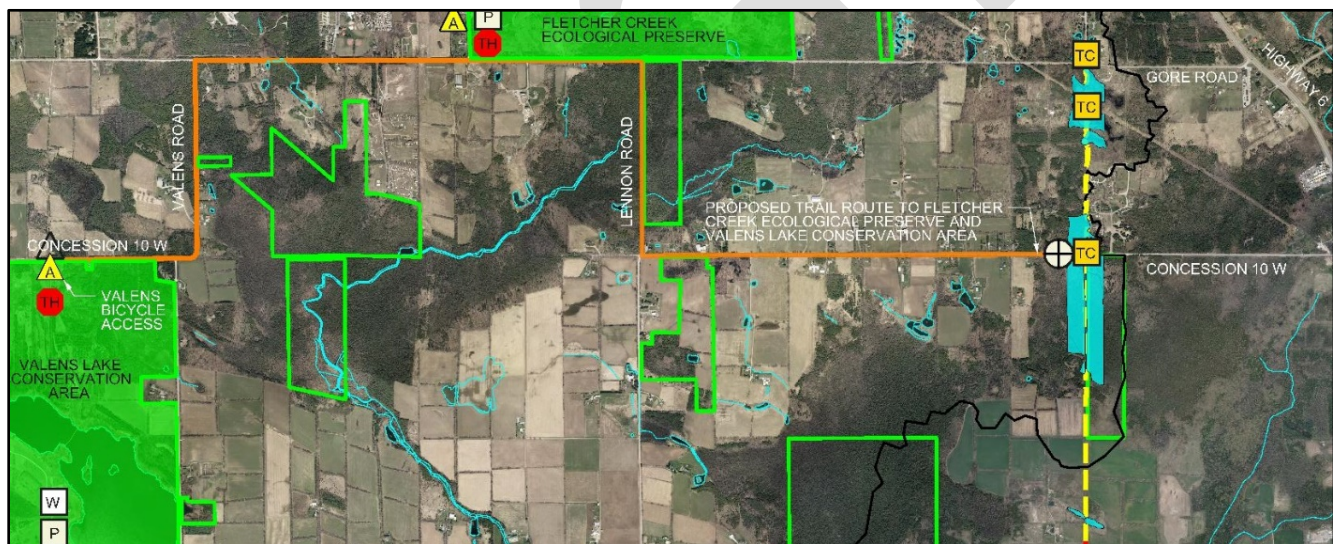 A
P
TH
FLETCHER CREEK
ECOLOGICAL PRESERVE
TC
HIGHWAY 6
GORE ROAD
TC
VALENS ROAD
LENNON ROAD
PROPOSED TRAIL ROUTE TO FLETCHER
CREEK ECOLOGICAL PRESERVE AND
VALENS LAKE CONSERVATION AREA
CONCESSION 10 W
TC
CONCESSION 10 W
A
TH
VALENS
BICYCLE
ACCESS
VALENS LAKE
CONSERVATION
AREA
W
P